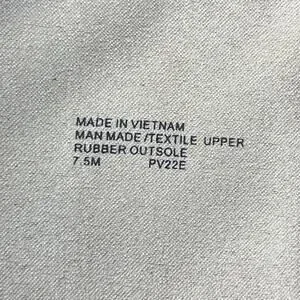 MADE IN VIETNAM
MAN MADE/TEXTILE UPPER
RUBBER OUTSOLE
7.5M PV22E